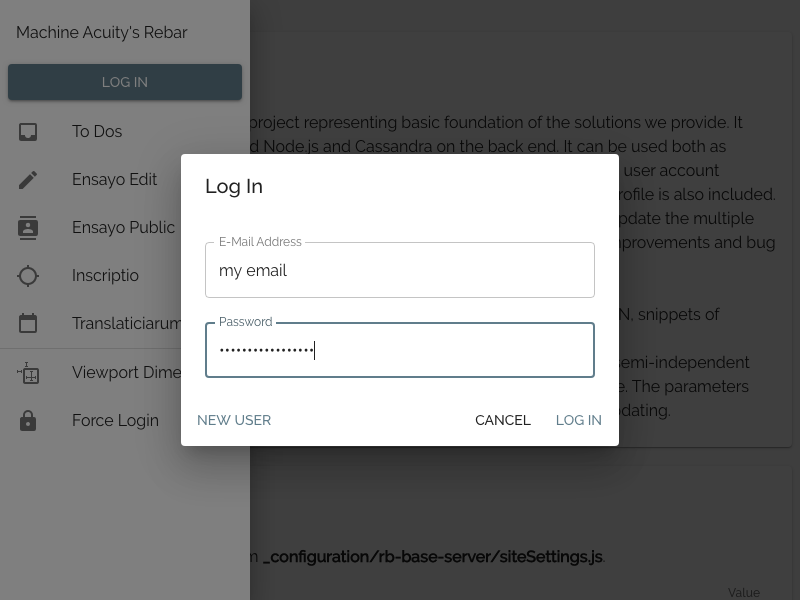 Machine Acuity's Rebar
LOG IN
To Dos
Ensayo Edit
Ensayo Public
Inscriptio
Translaticiarum
Viewport Dime
Force Login
project representing basic foundation of the solutions we provide. It
d Node.js and Cassandra on the back end. It can be used both as
user account
rofile is also included.
pdate the multiple
provements and bug
N, snippets of
emi-independent
e. The parameters
dating.
_configuration/rb-base-server/siteSettings.js.
Value
Log In
E-Mail Address
my email
Password
•••••••••••••••••
NEW USER
CANCEL
LOG IN